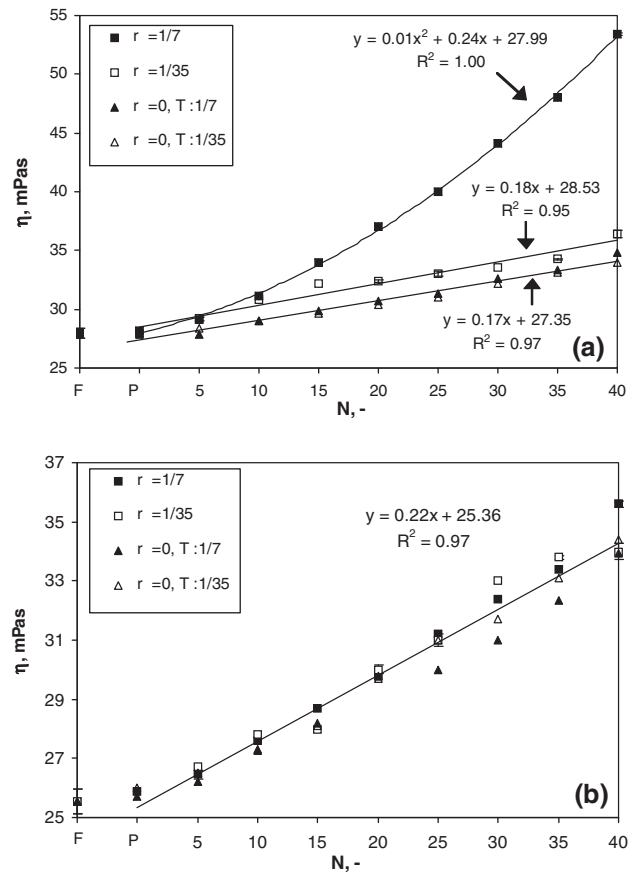 (a)
55
50
45
40
35
30
25
η, mPas
r =1/7
r =1/35
r =0, T :1/7
r =0, T :1/35
y = 0.01x² + 0.24x + 27.99
R² = 1.00
y = 0.18x + 28.53
R² = 0.95
y = 0.17x + 27.35
R² = 0.97
F P 5 10 15 20 25 30 35 40
N, -
(b)
37
35
33
31
29
27
25
η, mPas
r =1/7
r =1/35
r =0, T :1/7
r =0, T :1/35
y = 0.22x + 25.36
R² = 0.97
F P 5 10 15 20 25 30 35 40
N, -